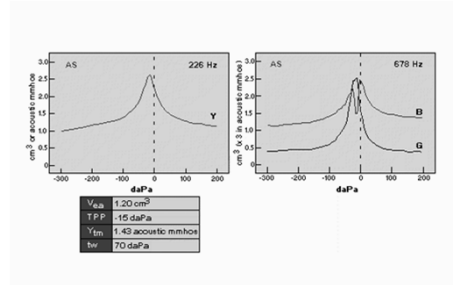 AS 226 Hz
3.0
2.5
2.0
1.5
1.0
0.5
0
Y
cm³ or acoustic mmhos
-300 -200 -100 0 100 200
daPa
AS 678 Hz
3.0
2.5
2.0
1.5
1.0
0.5
0
B
G
cm³ (x 3 in acoustic mmhos)
-300 -200 -100 0 100 200
daPa
Vea 1.20 cm3
TPP -15 daPa
Ytm 1.43 acoustic mmhos
tw 70 daPa